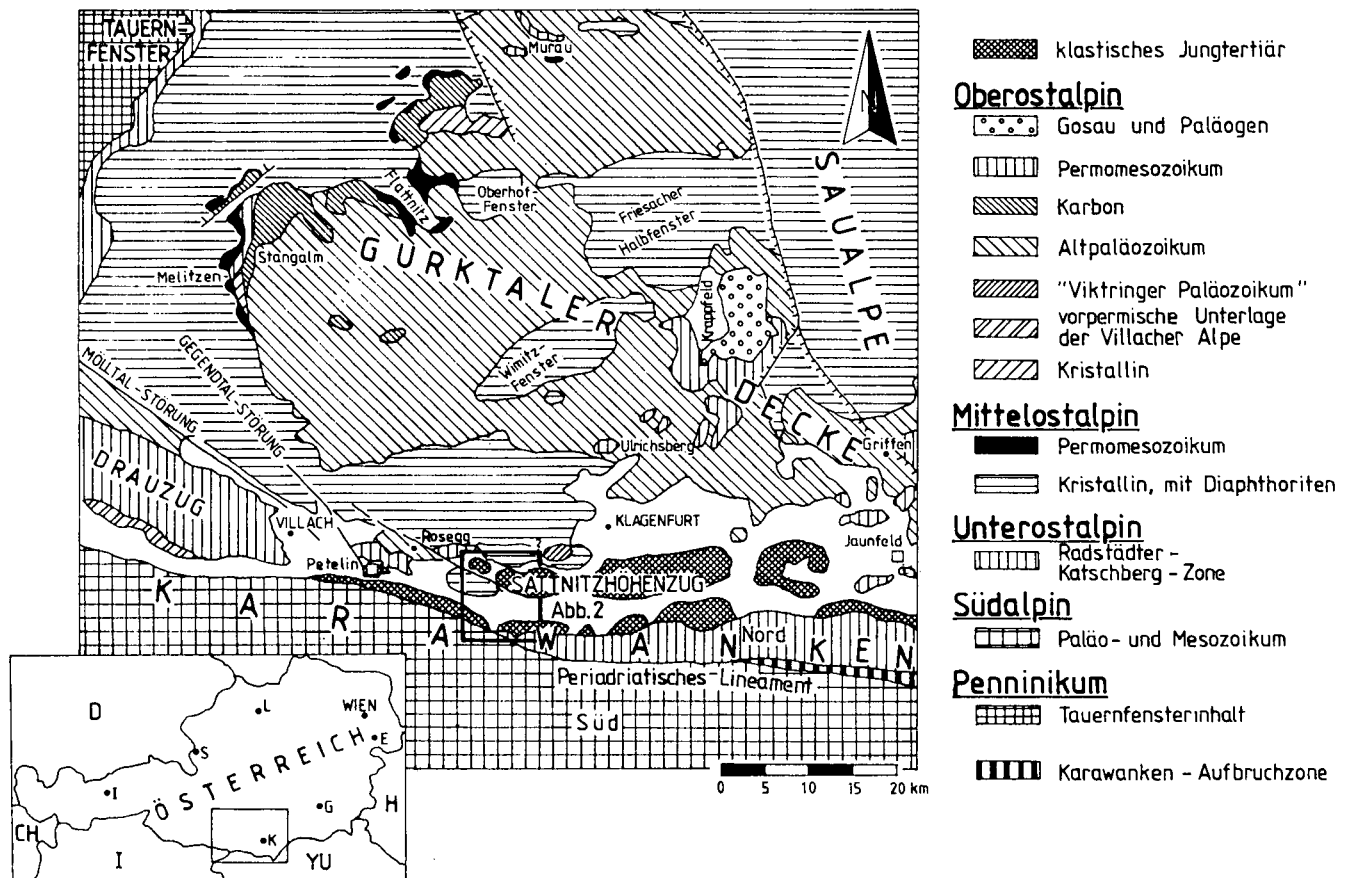 TAUERN-
FENSTER
Murau
N
SAUALPE
Flattnitz
Oberhof-
Fenster
Friesacher
Halbfenster
Stangalm
Melitzen
GURKTALER
DECKE
Krappfeld
Wimitz-
Fenster
Ulrichsberg
Griffen
MÖLLTAL-STÖRUNG
GEGENDTAL-STÖRUNG
DRAUZUG
VILLACH
Rosegg
KLAGENFURT
Jaunfeld
Petelin
SATTNITZHÖHENZUG
Abb.2
KARAWANKEN
Nord
Periadriatisches-Lineament
Süd
0 5 10 15 20 km
D
L
WIEN
E
S
ÖSTERREICH
I
G
H
CH
K
I
YU
klastisches Jungtertiär
Oberostalpin
Gosau und Paläogen
Permomesozoikum
Karbon
Altpaläozoikum
"Viktringer Paläozoikum"
vorpermische Unterlage
der Villacher Alpe
Kristallin
Mittelostalpin
Permomesozoikum
Kristallin, mit Diaphthoriten
Unterostalpin
Radstädter-
Katschberg-Zone
Südalpin
Paläo- und Mesozoikum
Penninikum
Tauernfensterinhalt
Karawanken-Aufbruchzone